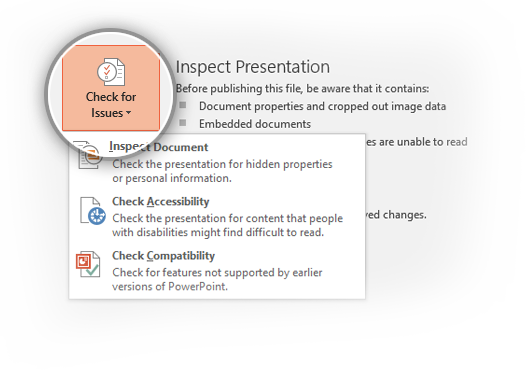 Check for
Issues
Inspect Presentation
Before publishing this file, be aware that it contains:
Document properties and cropped out image data
Embedded documents
es are unable to read
Inspect Document
Check the presentation for hidden properties
or personal information.
Check Accessibility
Check the presentation for content that people
with disabilities might find difficult to read.
ved changes.
Check Compatibility
Check for features not supported by earlier
versions of PowerPoint.